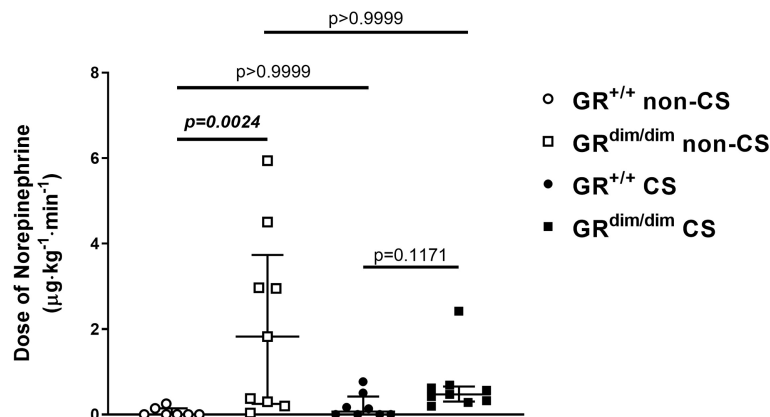 p>0.9999
p>0.9999
p=0.0024
p=0.1171
8
6
4
2
0
Dose of Norepinephrine
(µg·kg⁻¹·min⁻¹)
GR⁺/⁺ non-CS
GRdim/dim non-CS
GR⁺/⁺ CS
GRdim/dim CS